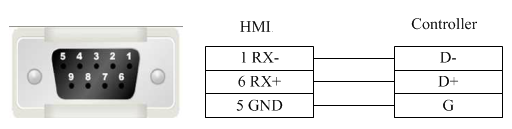 HMI
Controller
5 4 3 2 1
9 8 7 6
1 RX-
D-
6 RX+
D+
5 GND
G